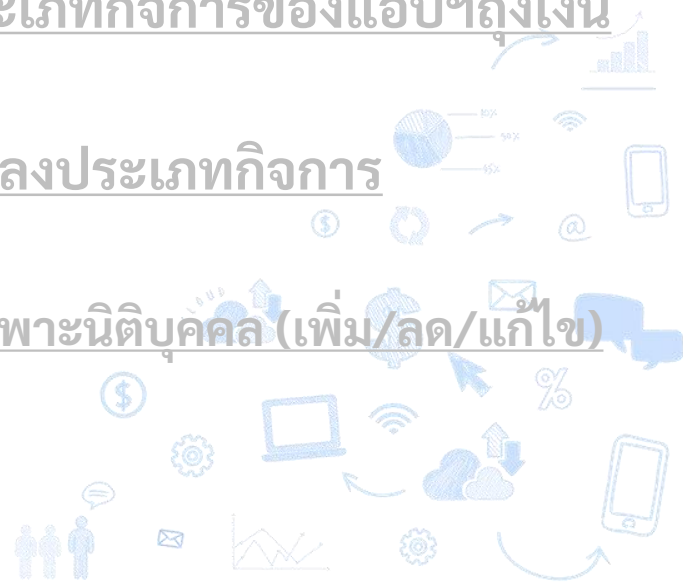 ะเภทกิจการของแอปฯถุงเงิน
ลงประเภทกิจการ
พาะนิติบุคคล (เพิ่ม/ลด/แก้ไข)